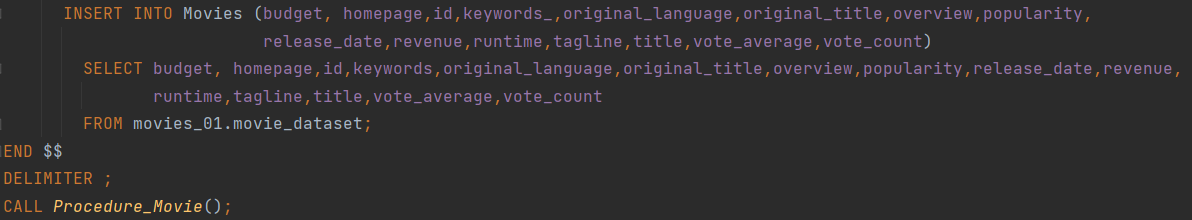 INSERT INTO Movies (budget, homepage,id,keywords_,original_language,original_title,overview,popularity,
release_date,revenue,runtime,tagline,title,vote_average,vote_count)
SELECT budget, homepage,id,keywords,original_language,original_title,overview,popularity,release_date,revenue,
runtime,tagline,title,vote_average,vote_count
FROM movies_01.movie_dataset;
END $$
DELIMITER ;
CALL Procedure_Movie();